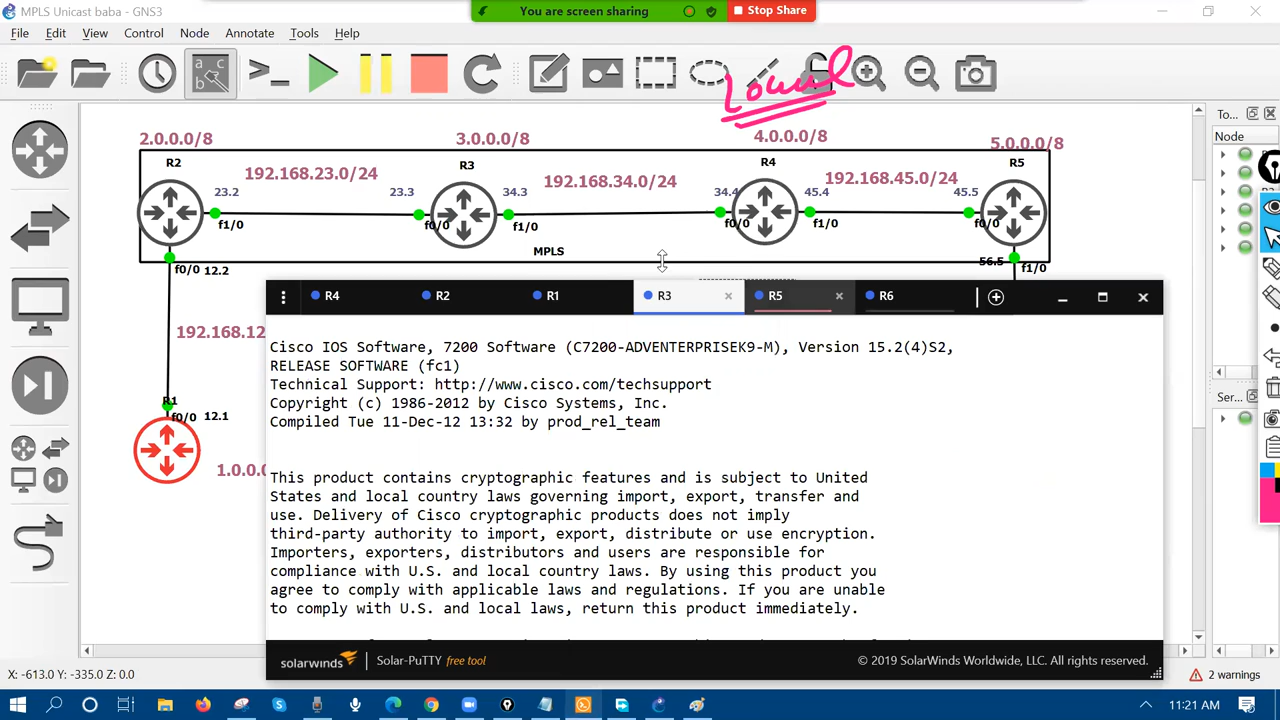 MPLS Unicast baba - GNS3
You are screen sharing
Stop Share
File Edit View Control Node Annotate Tools Help
2.0.0.0/8 3.0.0.0/8 4.0.0.0/8 5.0.0.0/8
R2 R3 R4 R5
192.168.23.0/24 192.168.34.0/24 192.168.45.0/24
23.2 23.3 34.3 34.4 45.4 45.5
f1/0 f0/0 f1/0 f0/0 f1/0 f0/0
MPLS
56.5
f0/0 12.2 f1/0
To...
Node
R4 R2 R1 R3 R5 R6
192.168.12
R1
f0/0 12.1
1.0.0
Ser...
Cisco IOS Software, 7200 Software (C7200-ADVENTERPRISEK9-M), Version 15.2(4)S2,
RELEASE SOFTWARE (fc1)
Technical Support: http://www.cisco.com/techsupport
Copyright (c) 1986-2012 by Cisco Systems, Inc.
Compiled Tue 11-Dec-12 13:32 by prod_rel_team
This product contains cryptographic features and is subject to United
States and local country laws governing import, export, transfer and
use. Delivery of Cisco cryptographic products does not imply
third-party authority to import, export, distribute or use encryption.
Importers, exporters, distributors and users are responsible for
compliance with U.S. and local country laws. By using this product you
agree to comply with applicable laws and regulations. If you are unable
to comply with U.S. and local laws, return this product immediately.
solarwinds Solar-PuTTY free tool
© 2019 SolarWinds Worldwide, LLC. All rights reserved.
X: -613.0 Y: -335.0 Z: 0.0
2 warnings
11:21 AM